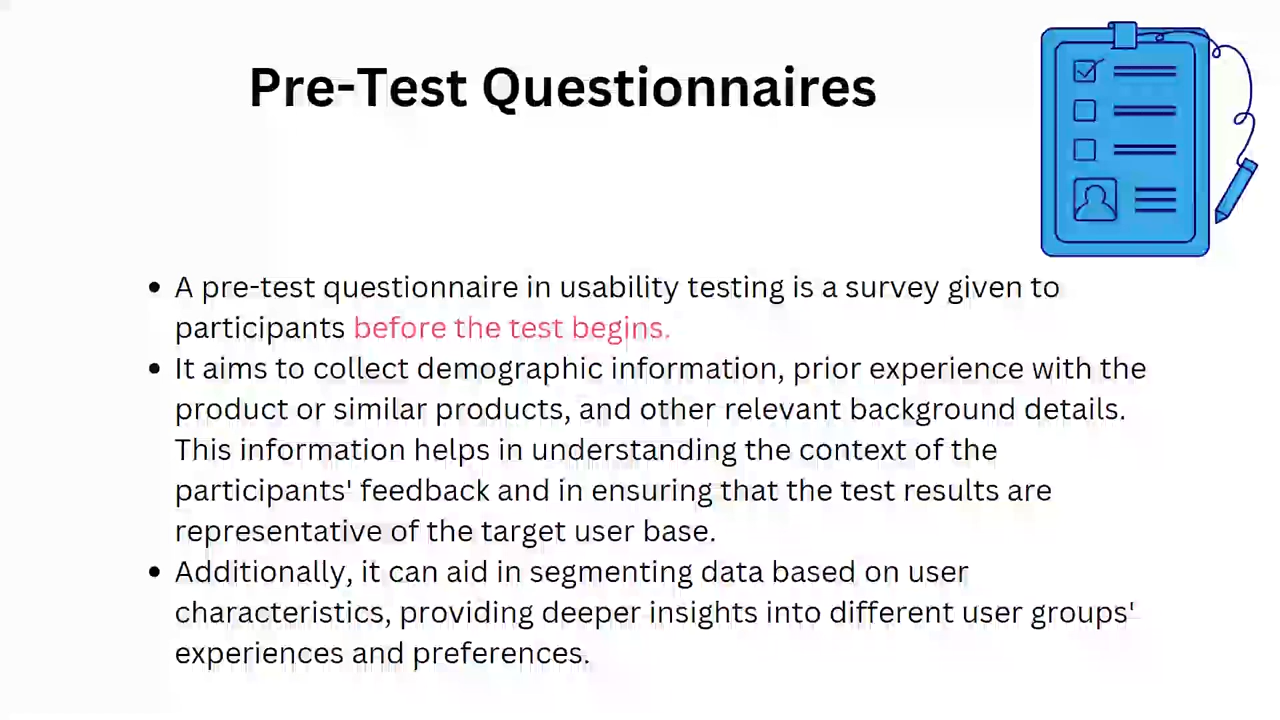 Pre-Test Questionnaires
• A pre-test questionnaire in usability testing is a survey given to
participants before the test begins.
• It aims to collect demographic information, prior experience with the
product or similar products, and other relevant background details.
This information helps in understanding the context of the
participants' feedback and in ensuring that the test results are
representative of the target user base.
• Additionally, it can aid in segmenting data based on user
characteristics, providing deeper insights into different user groups'
experiences and preferences.